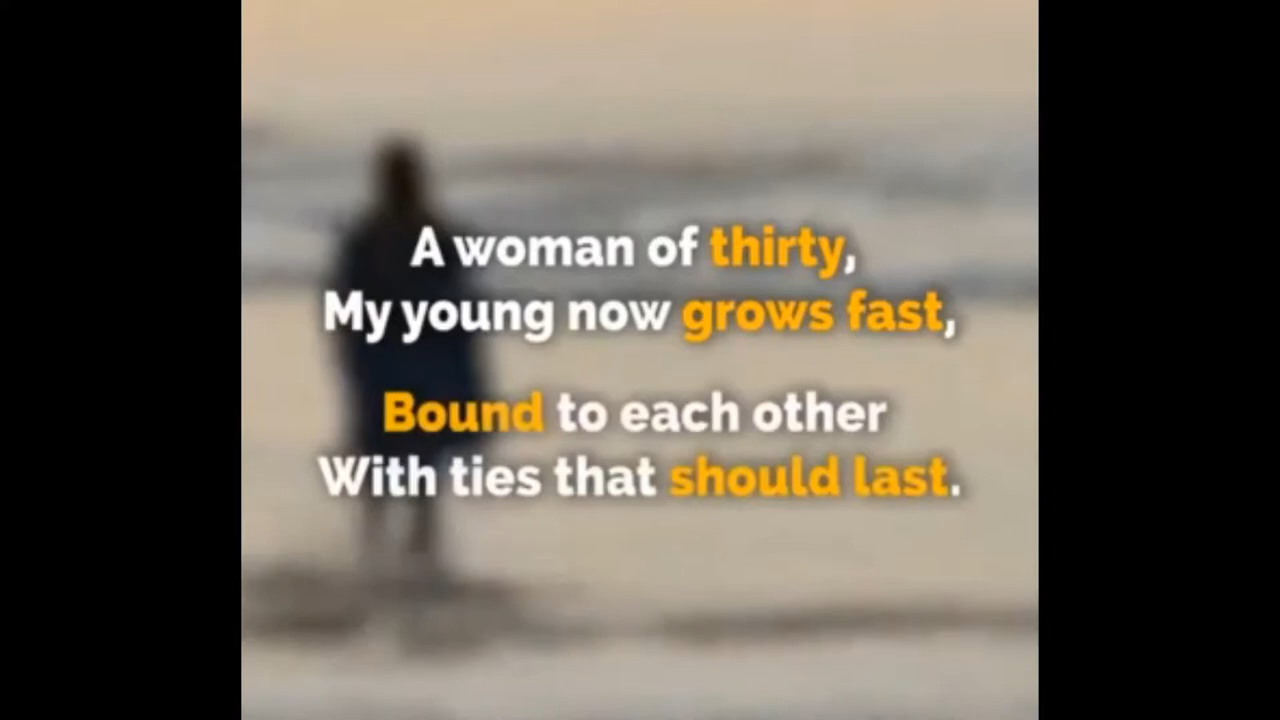 A woman of thirty,
My young now grows fast,
Bound to each other
With ties that should last.